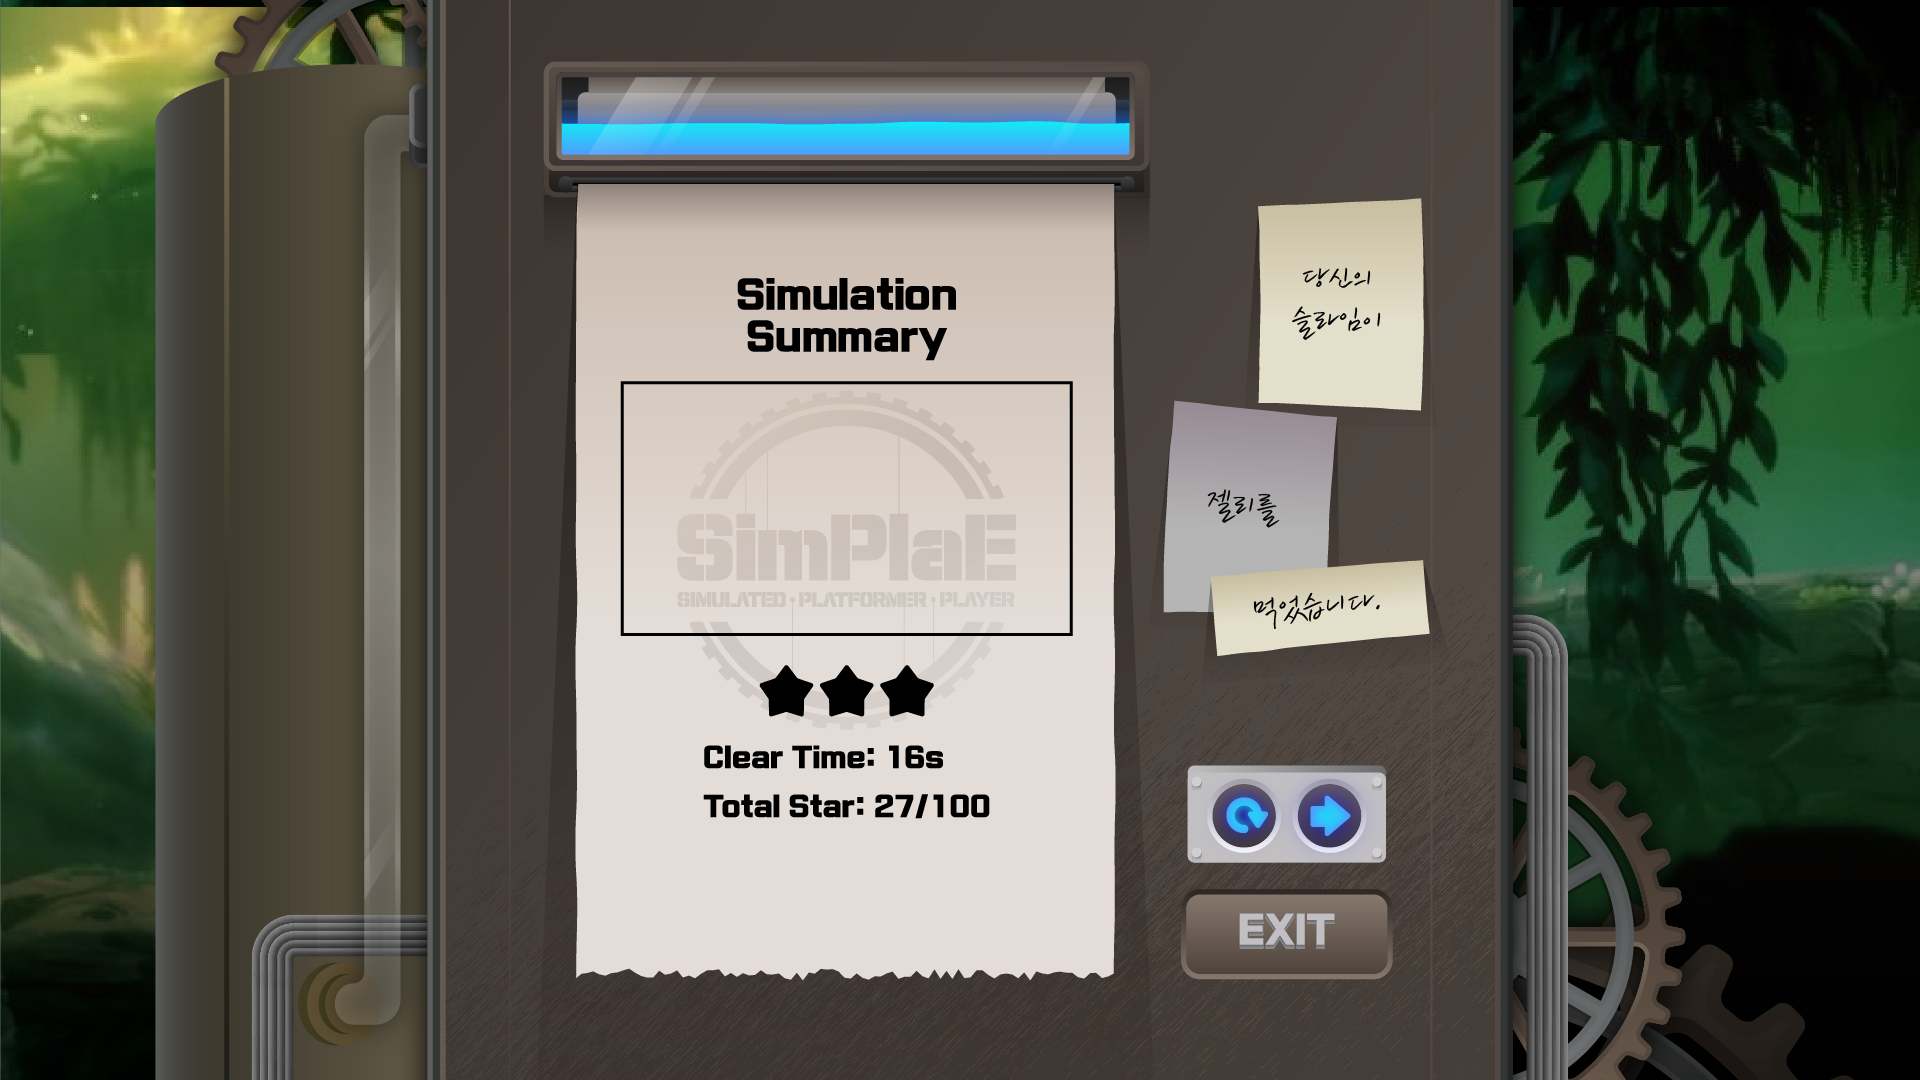 Simulation
Summary
SimPlaE
SIMULATED • PLATFORMER • PLAYER
Clear Time: 16s
Total Star: 27/100
당신의
슬라임이
젤리를
먹었습니다.
EXIT